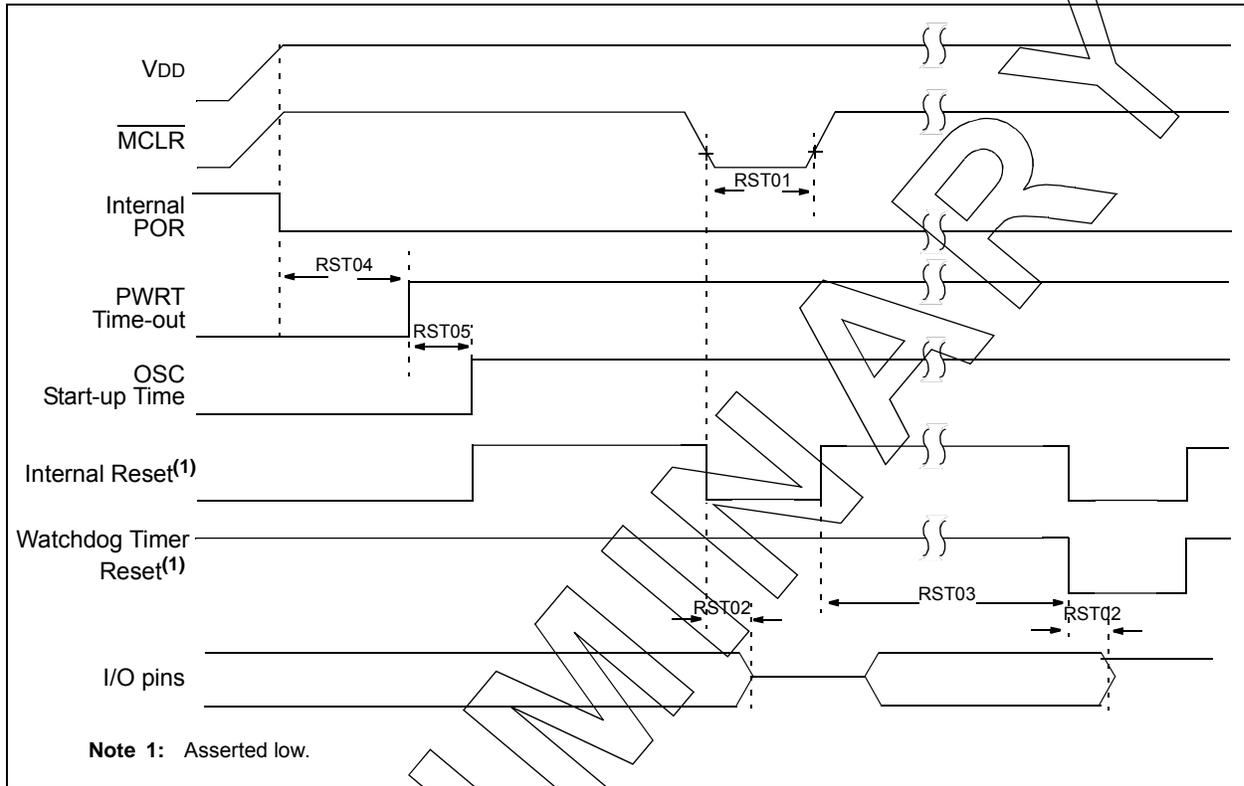 VDD
MCLR
RST01
Internal
POR
RST04
PWRT
Time-out
RST05
OSC
Start-up Time
Internal Reset(1)
Watchdog Timer
Reset(1)
RST03
RST02
RST02
I/O pins
Note 1: Asserted low.
IMINARY